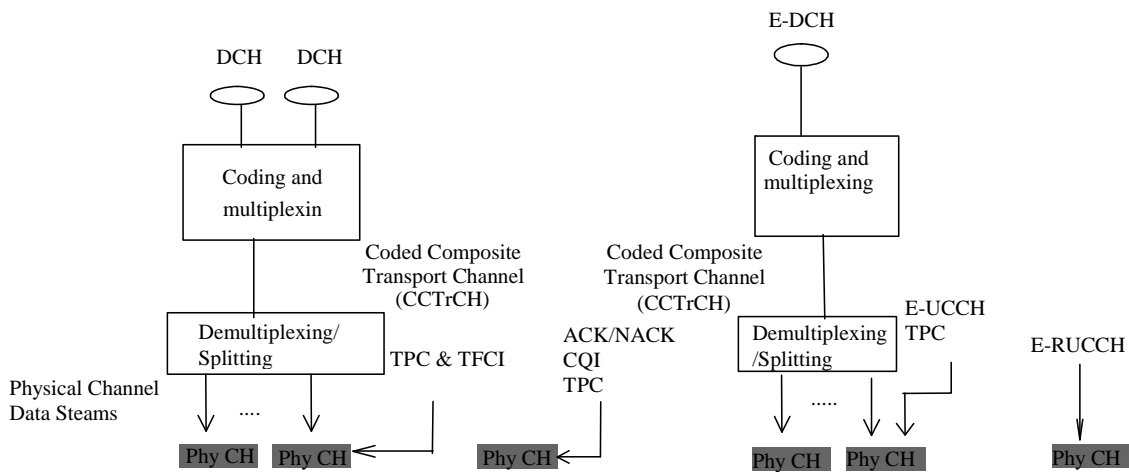 E-DCH
DCH
DCH
Coding and
multiplexin
Coding and
multiplexing
Coded Composite
Transport Channel
(CCTrCH)
Coded Composite
Transport Channel
(CCTrCH)
Demultiplexing/
Splitting
TPC & TFCI
ACK/NACK
CQI
TPC
Demultiplexing
/Splitting
E-UCCH
TPC
E-RUCCH
Physical Channel
Data Steams
....
.....
Phy CH
Phy CH
Phy CH
Phy CH
Phy CH
Phy CH